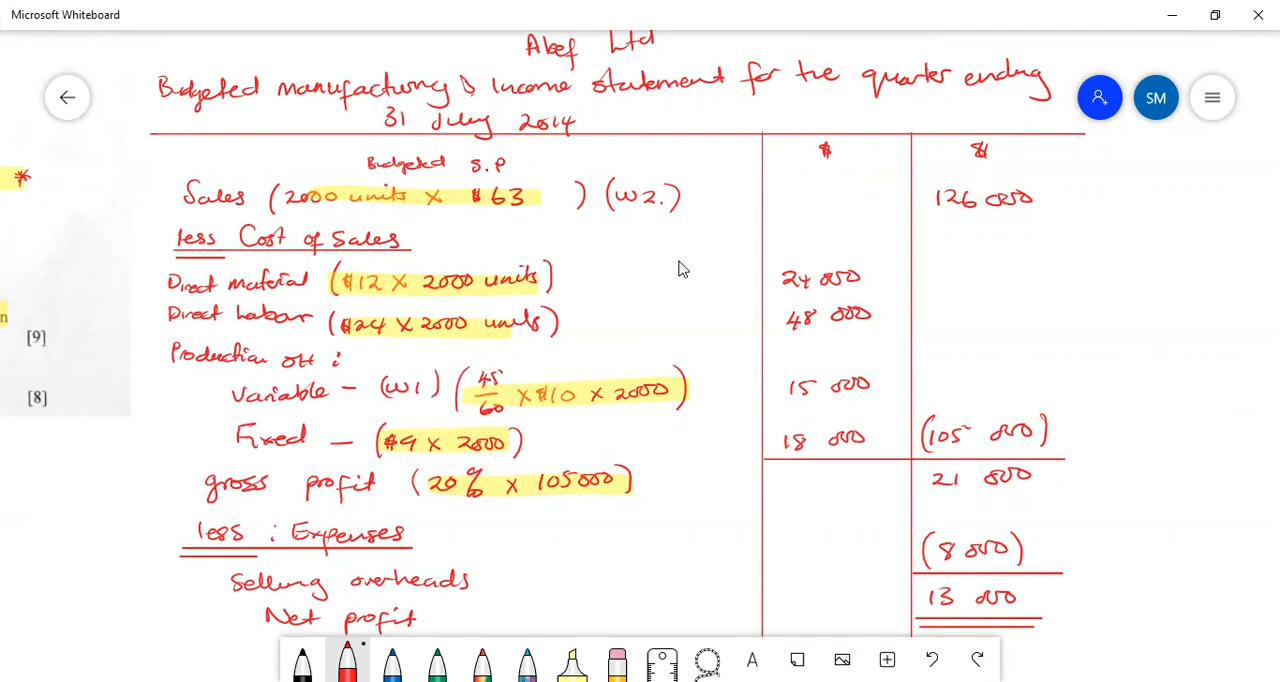 Microsoft Whiteboard
Abef Ltd
Budgeted manufacturing & Income statement for the quarter ending
31 July 2014
SM
$ $
*
Budgeted S.P
Sales (2000 units × $63 ) (W2.) 126 000
less Cost of Sales
Direct material ($12 × 2000 units) 24 000
Direct Labour ($24 × 2000 units) 48 000
n
[9]
Production OH :
Variable - (W1) (45/60 × $10 × 2000) 15 000
[8]
Fixed - ($9 × 2000) 18 000 (105 000)
gross profit (20% × 105000) 21 000
less : Expenses
(8 000)
Selling overheads
13 000
Net profit
A